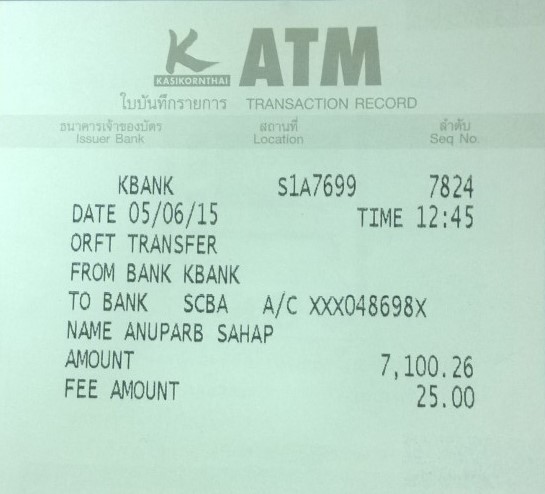 K ATM
KASIKORNTHAI
ใบบันทึกรายการ TRANSACTION RECORD
ธนาคารเจ้าของบัตร สถานที่ ลำดับ
Issuer Bank Location Seq No.
KBANK S1A7699 7824
DATE 05/06/15 TIME 12:45
ORFT TRANSFER
FROM BANK KBANK
TO BANK SCBA A/C XXX048698X
NAME ANUPARB SAHAP
AMOUNT 7,100.26
FEE AMOUNT 25.00